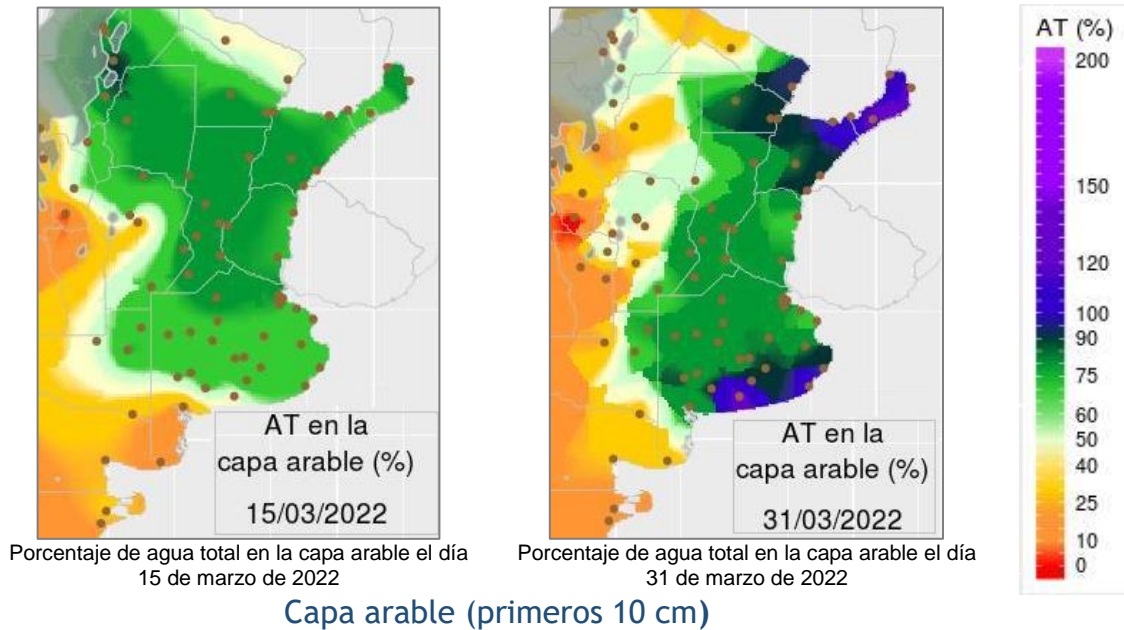 AT en la
capa arable (%)
15/03/2022
AT en la
capa arable (%)
31/03/2022
AT (%)
200
150
120
100
90
75
60
50
40
25
10
0
Porcentaje de agua total en la capa arable el día
15 de marzo de 2022
Porcentaje de agua total en la capa arable el día
31 de marzo de 2022
Capa arable (primeros 10 cm)